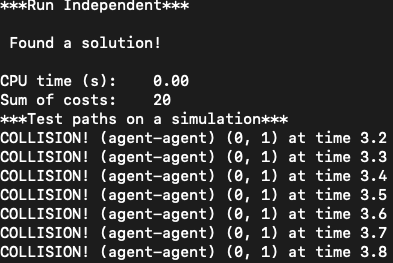 ***Run Independent***
Found a solution!
CPU time (s):    0.00
Sum of costs:    20
***Test paths on a simulation***
COLLISION! (agent-agent) (0, 1) at time 3.2
COLLISION! (agent-agent) (0, 1) at time 3.3
COLLISION! (agent-agent) (0, 1) at time 3.4
COLLISION! (agent-agent) (0, 1) at time 3.5
COLLISION! (agent-agent) (0, 1) at time 3.6
COLLISION! (agent-agent) (0, 1) at time 3.7
COLLISION! (agent-agent) (0, 1) at time 3.8